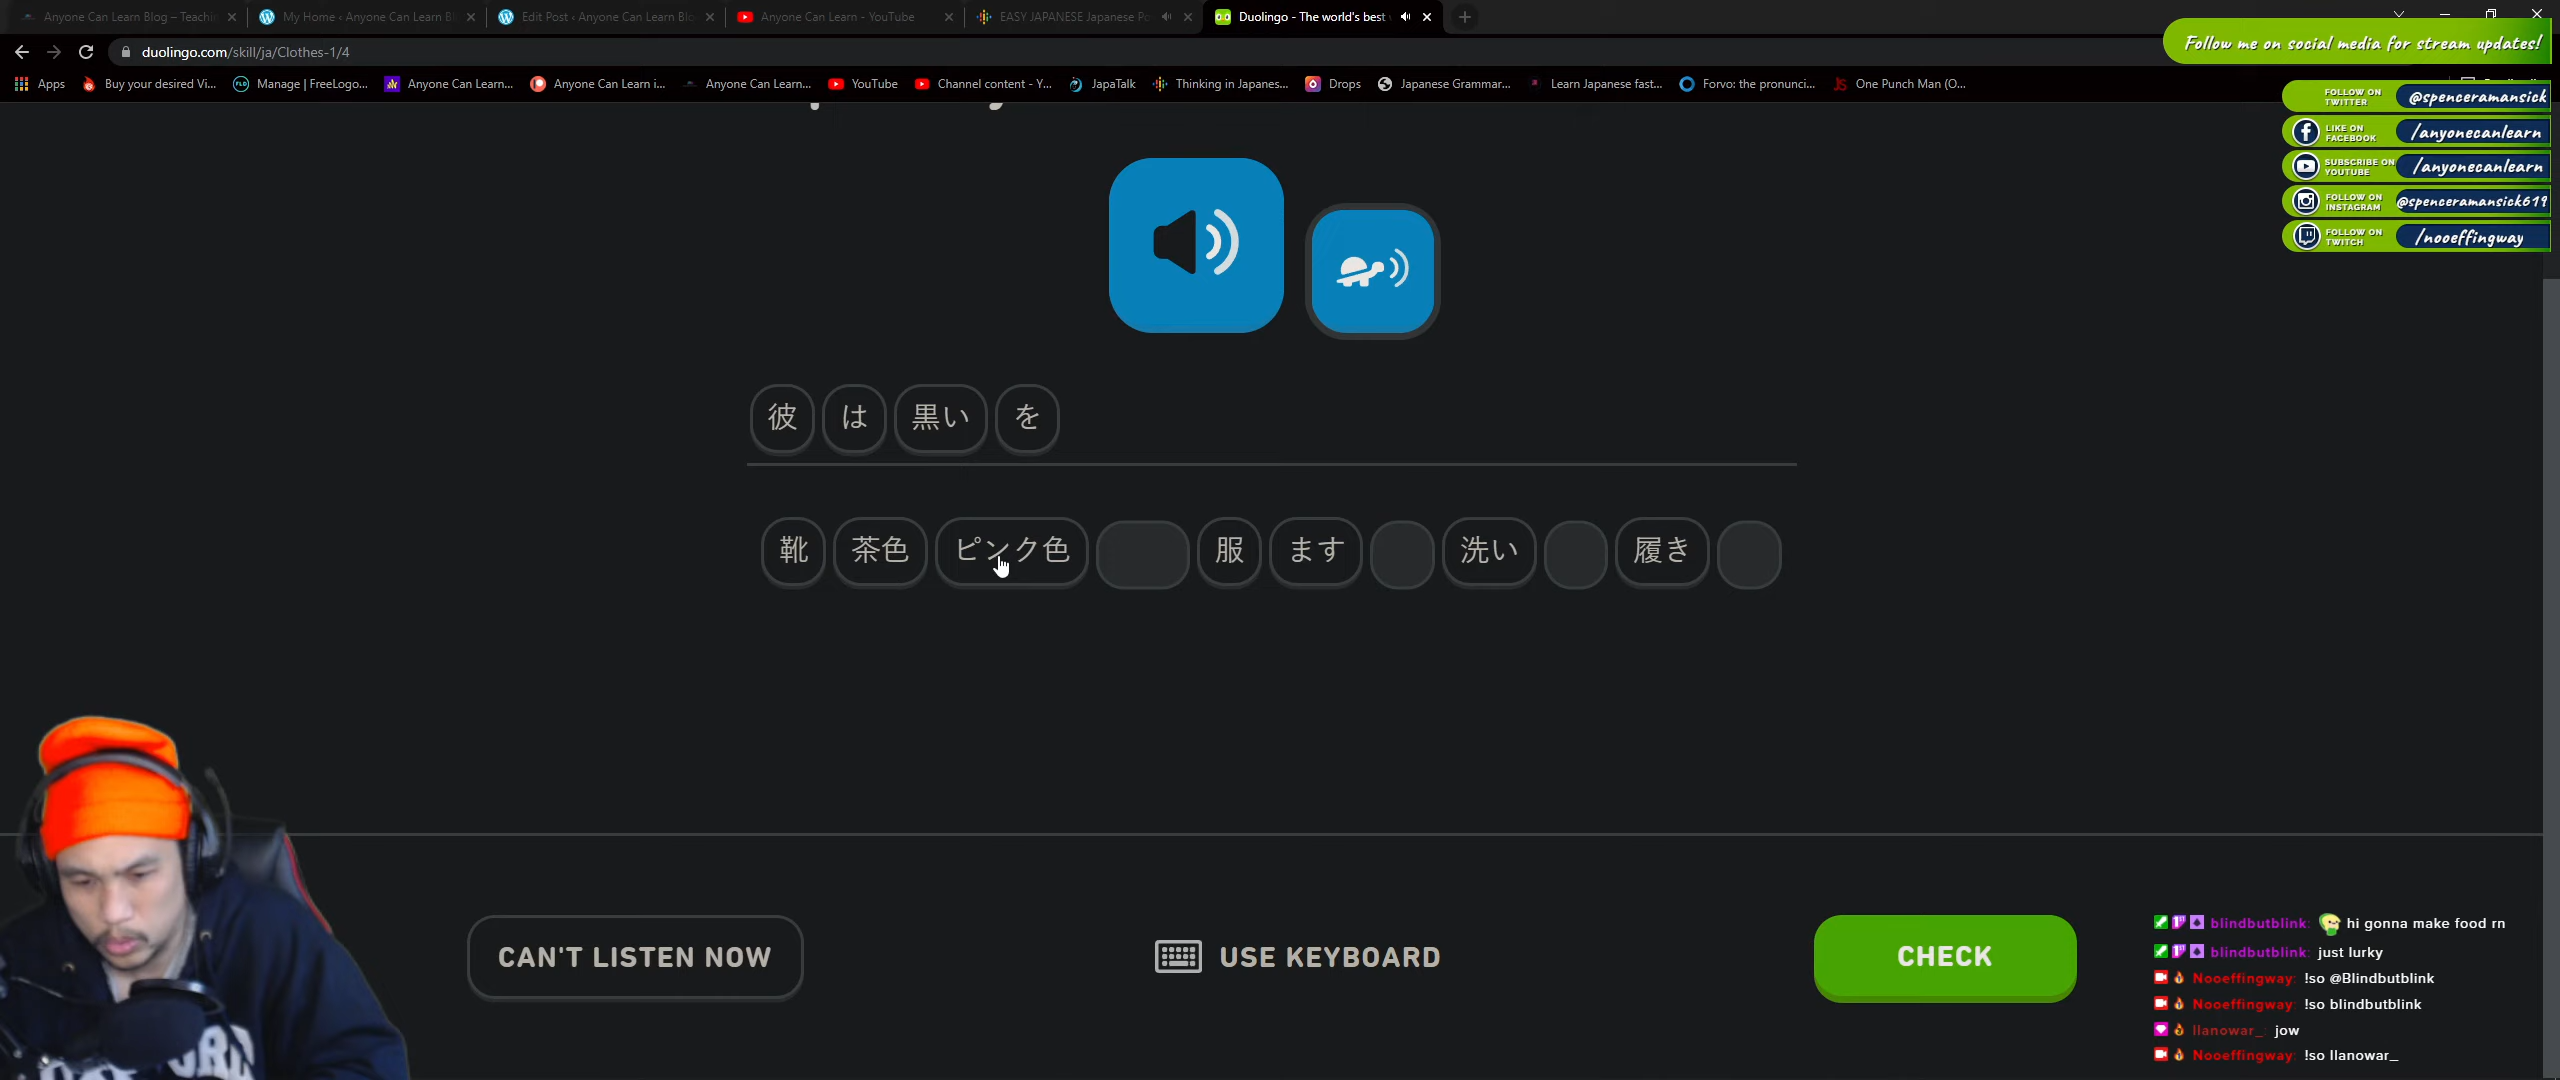 Anyone Can Learn Blog – Teachin
My Home ‹ Anyone Can Learn Bl
Edit Post ‹ Anyone Can Learn Blo
Anyone Can Learn - YouTube
EASY JAPANESE Japanese Po
Duolingo - The world's best
duolingo.com/skill/ja/Clothes-1/4
Follow me on social media for stream updates!
Apps
Buy your desired Vi...
Manage | FreeLogo...
Anyone Can Learn...
Anyone Can Learn i...
Anyone Can Learn...
YouTube
Channel content - Y...
JapaTalk
Thinking in Japanes...
Drops
Japanese Grammar...
Learn Japanese fast...
Forvo: the pronunci...
One Punch Man (O...
FOLLOW ON TWITTER @spenceramansick
LIKE ON FACEBOOK /anyonecanlearn
SUBSCRIBE ON YOUTUBE /anyonecanlearn
FOLLOW ON INSTAGRAM @spenceramansick619
FOLLOW ON TWITCH /nooeffingway
彼 は 黒い を
靴 茶色 ピンク色 服 ます 洗い 履き
CAN'T LISTEN NOW
USE KEYBOARD
CHECK
blindbutblink: hi gonna make food rn
blindbutblink: just lurky
Nooeffingway: !so @Blindbutblink
Nooeffingway: !so blindbutblink
llanowar_: jow
Nooeffingway: !so llanowar_